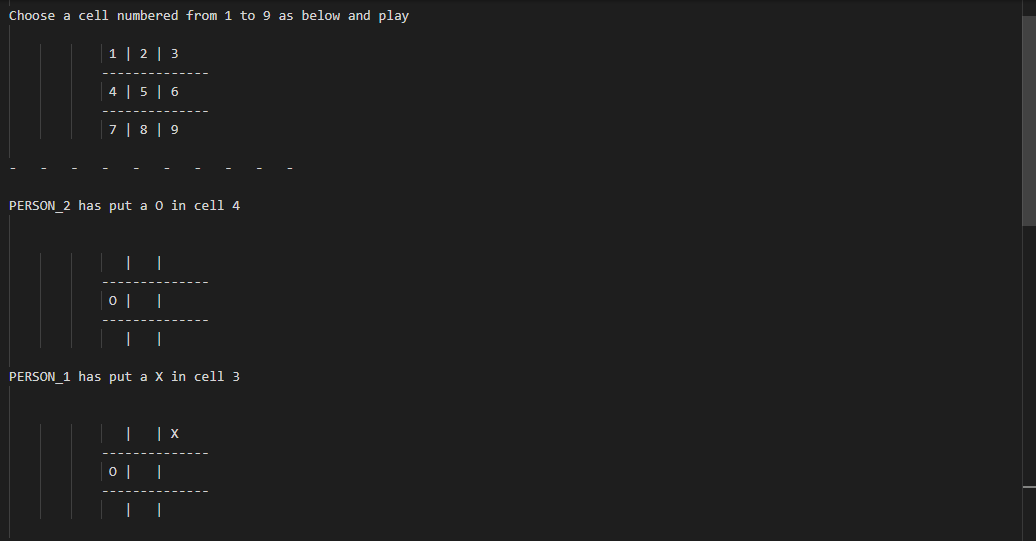 Choose a cell numbered from 1 to 9 as below and play
1 | 2 | 3
--------------
4 | 5 | 6
--------------
7 | 8 | 9
- - - - - - - - - -
PERSON_2 has put a O in cell 4
  |   |
--------------
O |   |
--------------
  |   |
PERSON_1 has put a X in cell 3
  |   | X
--------------
O |   |
--------------
  |   |